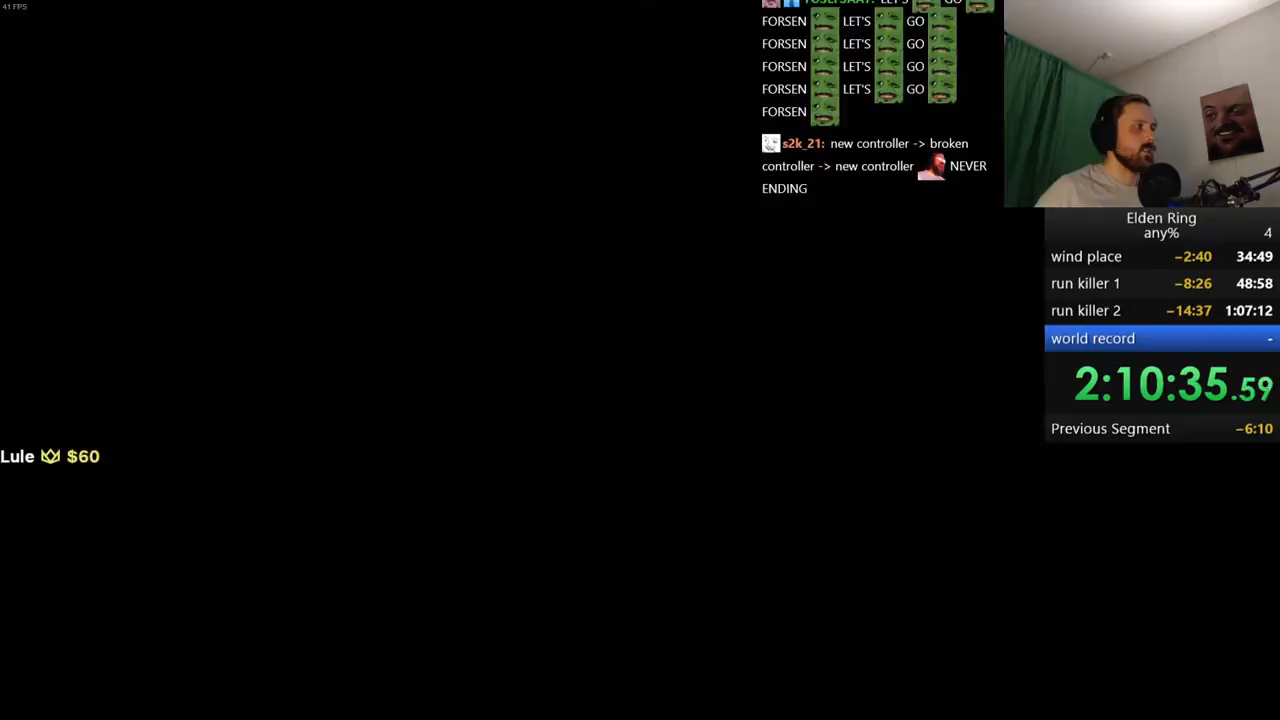 41 FPS
LET'S GO
FORSEN LET'S GO
FORSEN LET'S GO
FORSEN LET'S GO
FORSEN LET'S GO
FORSEN
s2k_21: new controller -> broken
controller -> new controller NEVER
ENDING
Elden Ring
any% 4
wind place -2:40 34:49
run killer 1 -8:26 48:58
run killer 2 -14:37 1:07:12
world record -
2:10:35.59
Previous Segment -6:10
Lule $60